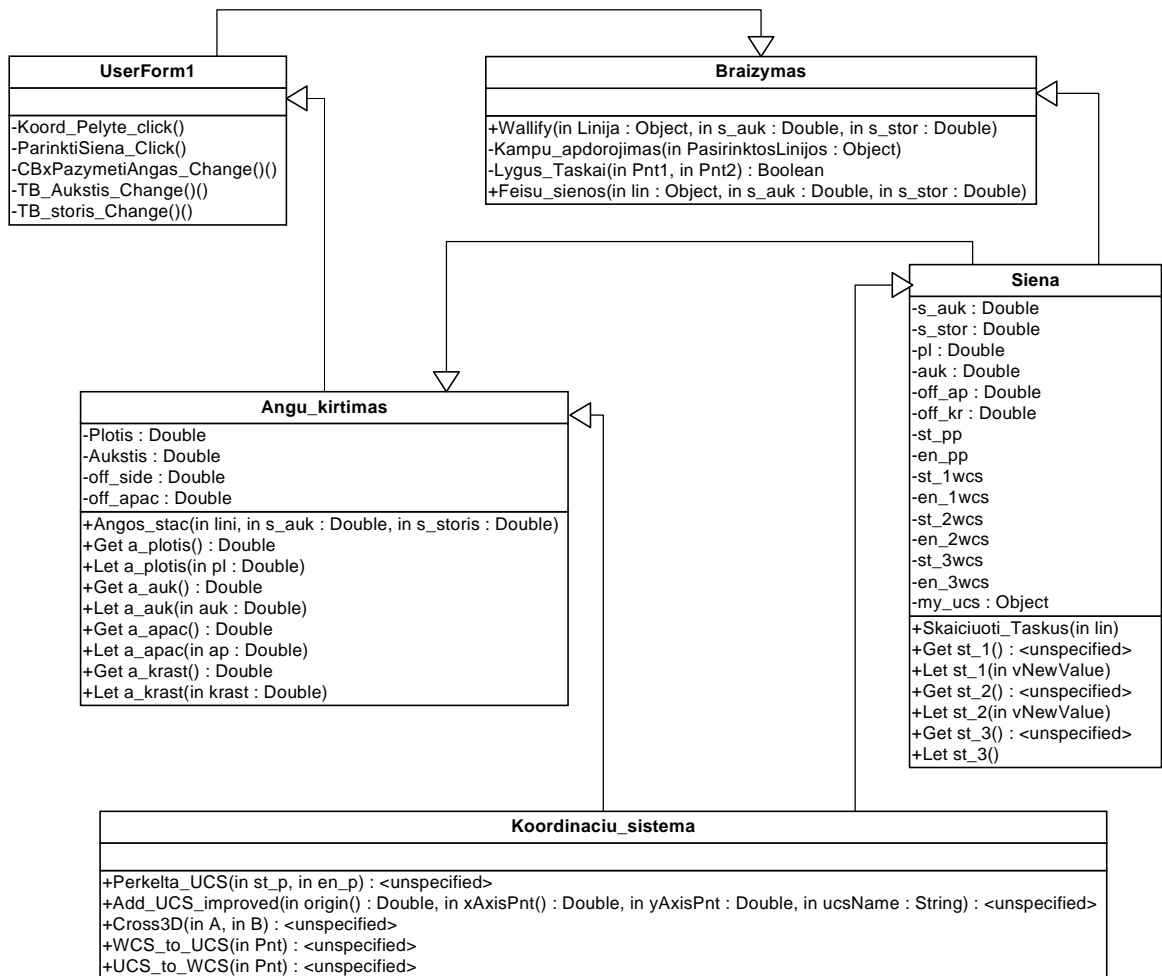 UserForm1
-Koord_Pelyte_click()
-ParinktiSiena_Click()
-CBxPazymetiAngas_Change()()
-TB_Aukstis_Change()()
-TB_storis_Change()()
Braizymas
+Wallify(in Linija : Object, in s_auk : Double, in s_stor : Double)
-Kampu_apdorojimas(in PasirinktosLinijos : Object)
-Lygus_Taskai(in Pnt1, in Pnt2) : Boolean
+Feisu_sienos(in lin : Object, in s_auk : Double, in s_stor : Double)
Siena
-s_auk : Double
-s_stor : Double
-pl : Double
-auk : Double
-off_ap : Double
-off_kr : Double
-st_pp
-en_pp
-st_1wcs
-en_1wcs
-st_2wcs
-en_2wcs
-st_3wcs
-en_3wcs
-my_ucs : Object
+Skaiciuoti_Taskus(in lin)
+Get st_1() : <unspecified>
+Let st_1(in vNewValue)
+Get st_2() : <unspecified>
+Let st_2(in vNewValue)
+Get st_3() : <unspecified>
+Let st_3()
Angu_kirtimas
-Plotis : Double
-Aukstis : Double
-off_side : Double
-off_apac : Double
+Angos_stac(in lini, in s_auk : Double, in s_storis : Double)
+Get a_plotis() : Double
+Let a_plotis(in pl : Double)
+Get a_auk() : Double
+Let a_auk(in auk : Double)
+Get a_apac() : Double
+Let a_apac(in ap : Double)
+Get a_krast() : Double
+Let a_krast(in krast : Double)
Koordinaciu_sistema
+Perkelta_UCS(in st_p, in en_p) : <unspecified>
+Add_UCS_improved(in origin() : Double, in xAxisPnt() : Double, in yAxisPnt : Double, in ucsName : String) : <unspecified>
+Cross3D(in A, in B) : <unspecified>
+WCS_to_UCS(in Pnt) : <unspecified>
+UCS_to_WCS(in Pnt) : <unspecified>